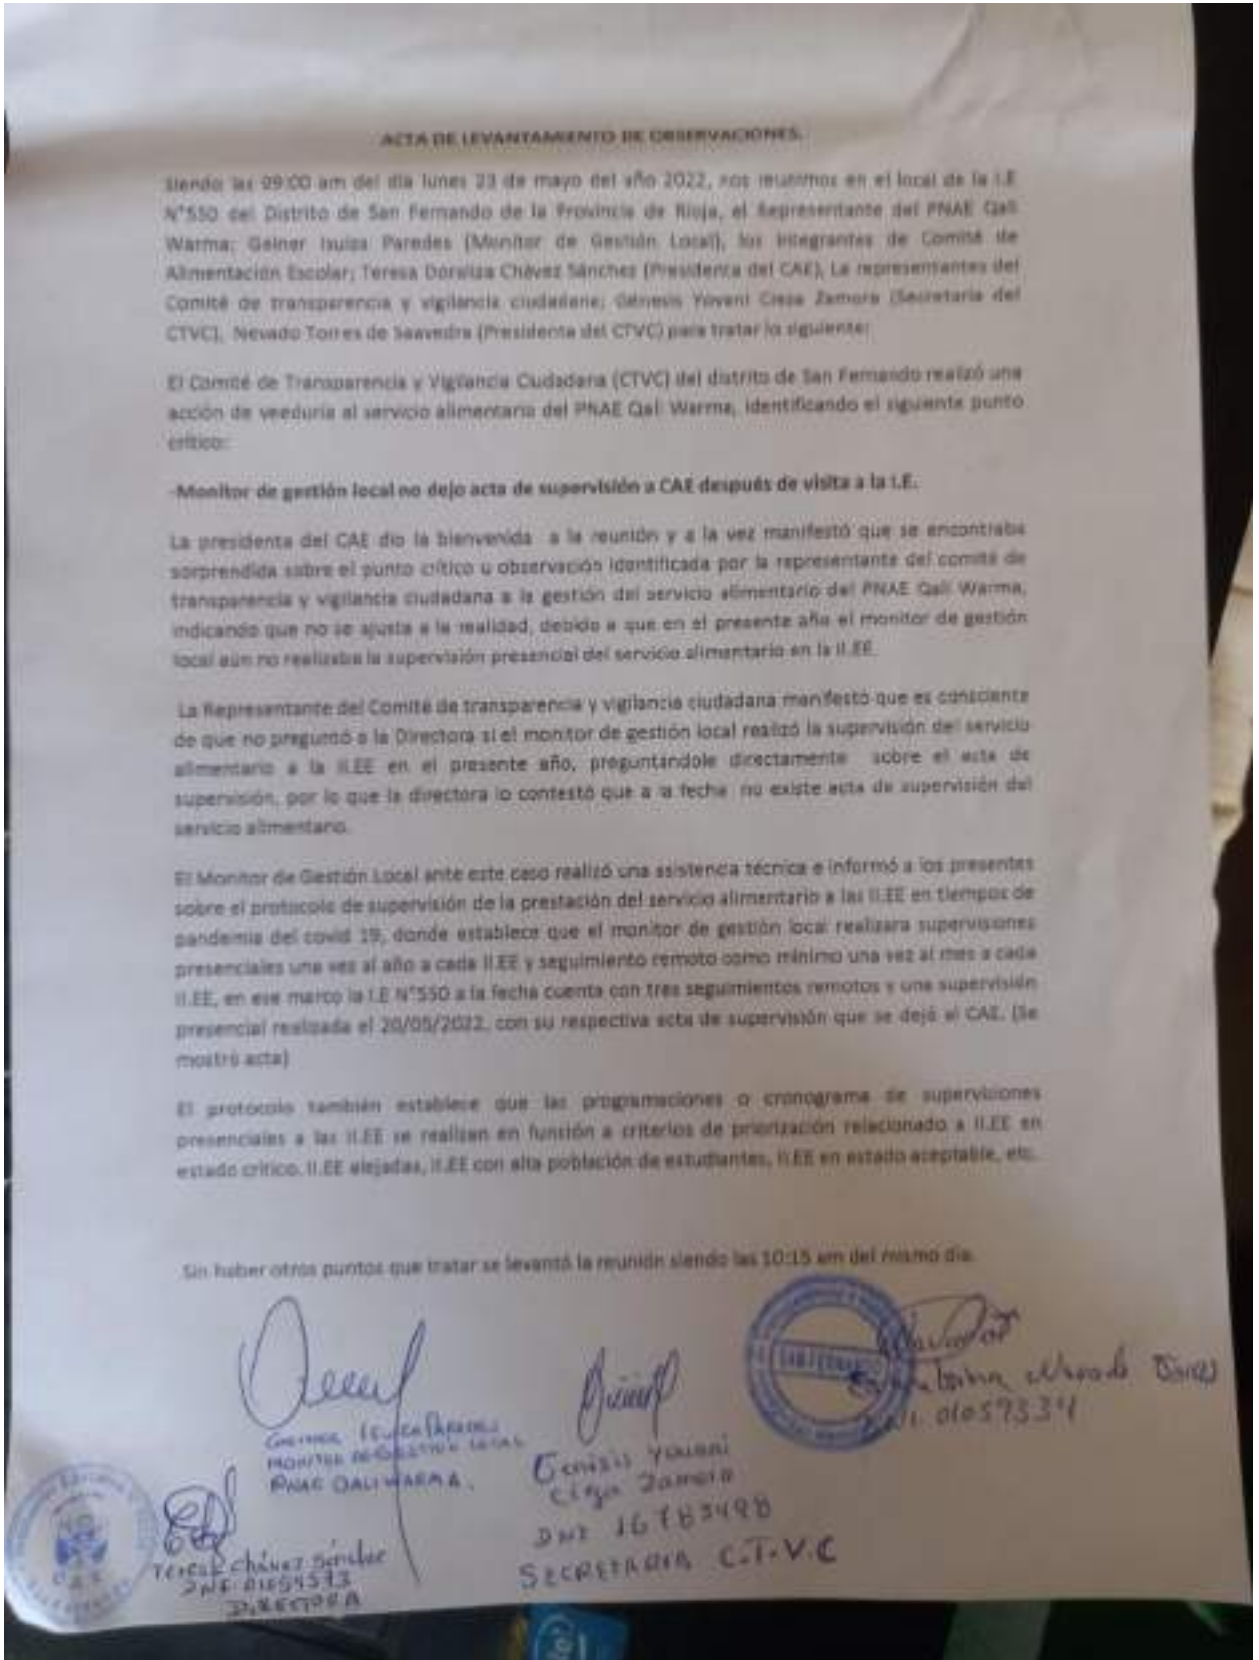 ACTA DE LEVANTAMIENTO DE OBSERVACIONES.
siendo las 09:00 am del día lunes 23 de mayo del año 2022, nos reunimos en el local de la I.E
N°550 del Distrito de San Fernando de la Provincia de Rioja, el Representante del PNAE Qali
Warma; Geiner Isuiza Paredes (Monitor de Gestión Local), los integrantes de Comité de
Alimentación Escolar; Teresa Doraliza Chávez Sánchez (Presidenta del CAE), La representantes del
Comité de transparencia y vigilancia ciudadana; Génesis Yovani Cieza Zamora (Secretaria del
CTVC), Nevado Torres de Saavedra (Presidenta del CTVC) para tratar lo siguiente:
El Comité de Transparencia y Vigilancia Ciudadana (CTVC) del distrito de San Fernando realizó una
acción de veeduría al servicio alimentario del PNAE Qali Warma, identificando el siguiente punto
crítico:
-Monitor de gestión local no dejo acta de supervisión a CAE después de visita a la I.E.
La presidenta del CAE dio la bienvenida a la reunión y a la vez manifestó que se encontraba
sorprendida sobre el punto crítico u observación identificada por la representante del comité de
transparencia y vigilancia ciudadana a la gestión del servicio alimentario del PNAE Qali Warma,
indicando que no se ajusta a la realidad, debido a que en el presente año el monitor de gestión
local aún no realizaba la supervisión presencial del servicio alimentario en la II.EE.
La Representante del Comité de transparencia y vigilancia ciudadana manifestó que es consciente
de que no preguntó a la Directora si el monitor de gestión local realizó la supervisión del servicio
alimentario a la II.EE en el presente año, preguntándole directamente sobre el acta de
supervisión, por lo que la directora lo contestó que a la fecha no existe acta de supervisión del
servicio alimentario.
El Monitor de Gestión Local ante este caso realizó una asistencia técnica e informó a los presentes
sobre el protocolo de supervisión de la prestación del servicio alimentario a las II.EE en tiempos de
pandemia del covid 19, donde establece que el monitor de gestión local realizara supervisiones
presenciales una ves al año a cada II.EE y seguimiento remoto como mínimo una vez al mes a cada
II.EE, en ese marco la I.E N°550 a la fecha cuenta con tres seguimientos remotos y una supervisión
presencial realizada el 20/05/2022, con su respectiva acta de supervisión que se dejó al CAE. (Se
mostró acta)
El protocolo también establece que las programaciones o cronograma de supervisiones
presenciales a las II.EE se realizan en función a criterios de priorización relacionado a II.EE en
estado crítico, II.EE alejadas, II.EE con alta población de estudiantes, II.EE en estado aceptable, etc.
Sin haber otros puntos que tratar se levantó la reunión siendo las 10:15 am del mismo día.
SAN FERNANDO
Nevado Torres
DNI 01059334
Geiner Isuiza Paredes
MONITOR DE GESTION LOCAL
PNAE QALIWARMA.
Genesis Yovani
Cieza Zamora
DNI 16783498
SECRETARIA C.T.V.C
Teresa Chávez Sánchez
DIRECTORA